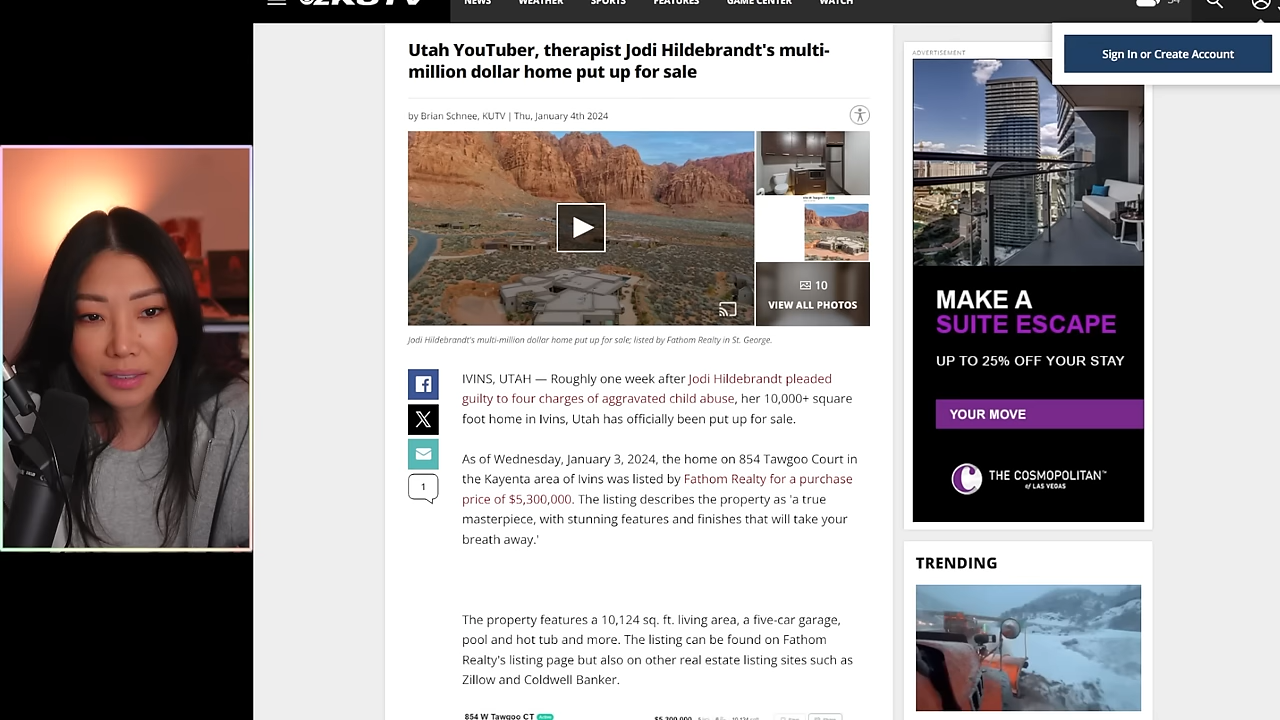 KUTV
NEWS
WEATHER
SPORTS
FEATURES
GAME CENTER
WATCH
54
Sign In or Create Account
Utah YouTuber, therapist Jodi Hildebrandt's multi-
million dollar home put up for sale
by Brian Schnee, KUTV | Thu, January 4th 2024
10
VIEW ALL PHOTOS
Jodi Hildebrandt's multi-million dollar home put up for sale; listed by Fathom Realty in St. George.
IVINS, UTAH — Roughly one week after Jodi Hildebrandt pleaded
guilty to four charges of aggravated child abuse, her 10,000+ square
foot home in Ivins, Utah has officially been put up for sale.
1
As of Wednesday, January 3, 2024, the home on 854 Tawgoo Court in
the Kayenta area of Ivins was listed by Fathom Realty for a purchase
price of $5,300,000. The listing describes the property as 'a true
masterpiece, with stunning features and finishes that will take your
breath away.'
The property features a 10,124 sq. ft. living area, a five-car garage,
pool and hot tub and more. The listing can be found on Fathom
Realty's listing page but also on other real estate listing sites such as
Zillow and Coldwell Banker.
854 W Tawgoo CT Active
$5,300,000
ADVERTISEMENT
MAKE A
SUITE ESCAPE
UP TO 25% OFF YOUR STAY
YOUR MOVE
THE COSMOPOLITAN™
of LAS VEGAS
TRENDING